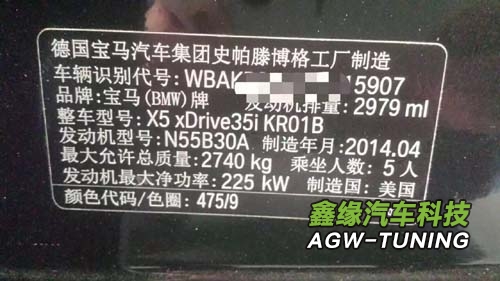 德国宝马汽车集团史帕滕博格工厂制造
车辆识别代号: WBAK 15907
品牌: 宝马(BMW)牌 发动机排量: 2979 ml
整车型号: X5 xDrive35i KR01B
发动机型号: N55B30A 制造年月: 2014.04
最大允许总质量: 2740 kg 乘坐人数: 5 人
发动机最大净功率: 225 kW 制造国: 美国
颜色代码/色圈: 475/9
鑫缘汽车科技
AGW-TUNING